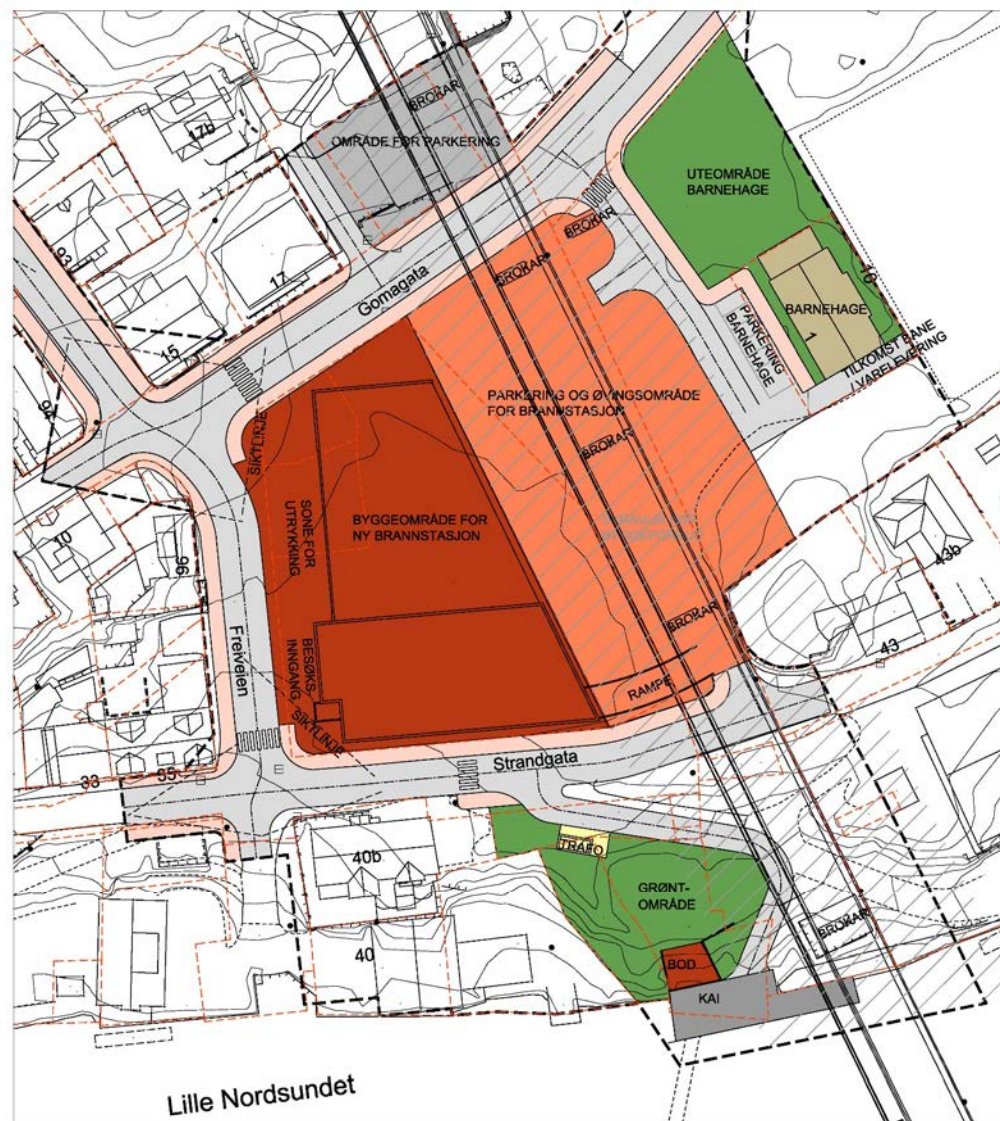 BROKAR
OMRÅDE FOR PARKERING
17b
UTEOMRÅDE
BARNEHAGE
93
17
BROKAR
BROKAR
Gomagata
16
BARNEHAGE
1
PARKERING
BARNEHAGE
TILKOMST BANE
/ VARELEVERING
15
94
SIKTLINJE
PARKERING OG ØVINGSOMRÅDE
FOR BRANNSTASJON
BROKAR
SONE FOR
UTRYKKING
BYGGEOMRÅDE FOR
NY BRANNSTASJON
10
96
43b
BROKAR
43
Freiveien
BESØKS-
INNGANG
RAMPE
SIKTLINJE
Strandgata
33
35
TRAFO
40b
GRØNT-
OMRÅDE
BROKAR
40
BOD
KAI
Lille Nordsundet